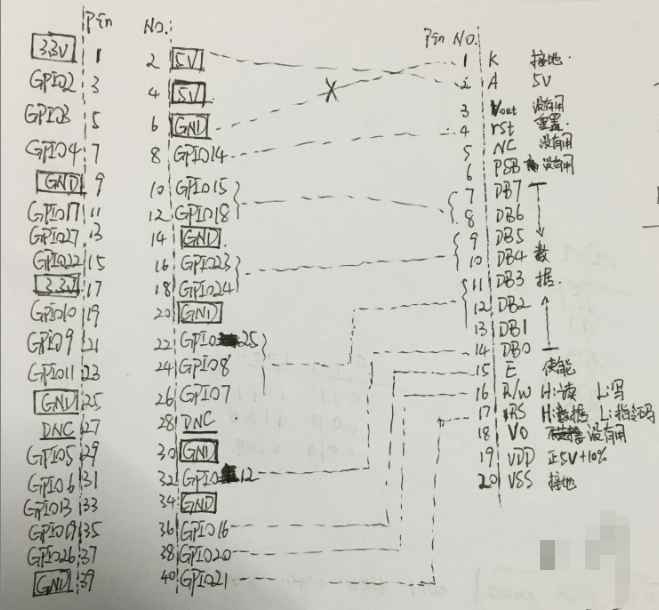 Pin NO.
3.3V 1 2 5V
GPIO2 3 4 5V
GPIO3 5 6 GND
GPIO4 7 8 GPIO14
GND 9 10 GPIO15
GPIO17 11 12 GPIO18
GPIO27 13 14 GND
GPIO22 15 16 GPIO23
3.3V 17 18 GPIO24
GPIO10 19 20 GND
GPIO9 21 22 GPIO25
GPIO11 23 24 GPIO8
GND 25 26 GPIO7
DNC 27 28 DNC
GPIO5 29 30 GND
GPIO6 31 32 GPIO12
GPIO13 33 34 GND
GPIO19 35 36 GPIO16
GPIO26 37 38 GPIO20
GND 39 40 GPIO21
Pin NO.
1 K 接地.
2 A 5V
3 Vout 没有用
4 rst 重置.
5 NC 没有用
6 PSB 没有用
7 DB7
8 DB6
9 DB5
10 DB4 数
11 DB3 据.
12 DB2
13 DB1
14 DB0
15 E 使能
16 R/W H:读 L:写
17 RS H:数据 L:指令码
18 VO 没有用
19 VDD 正5V+10%
20 VSS 接地
X